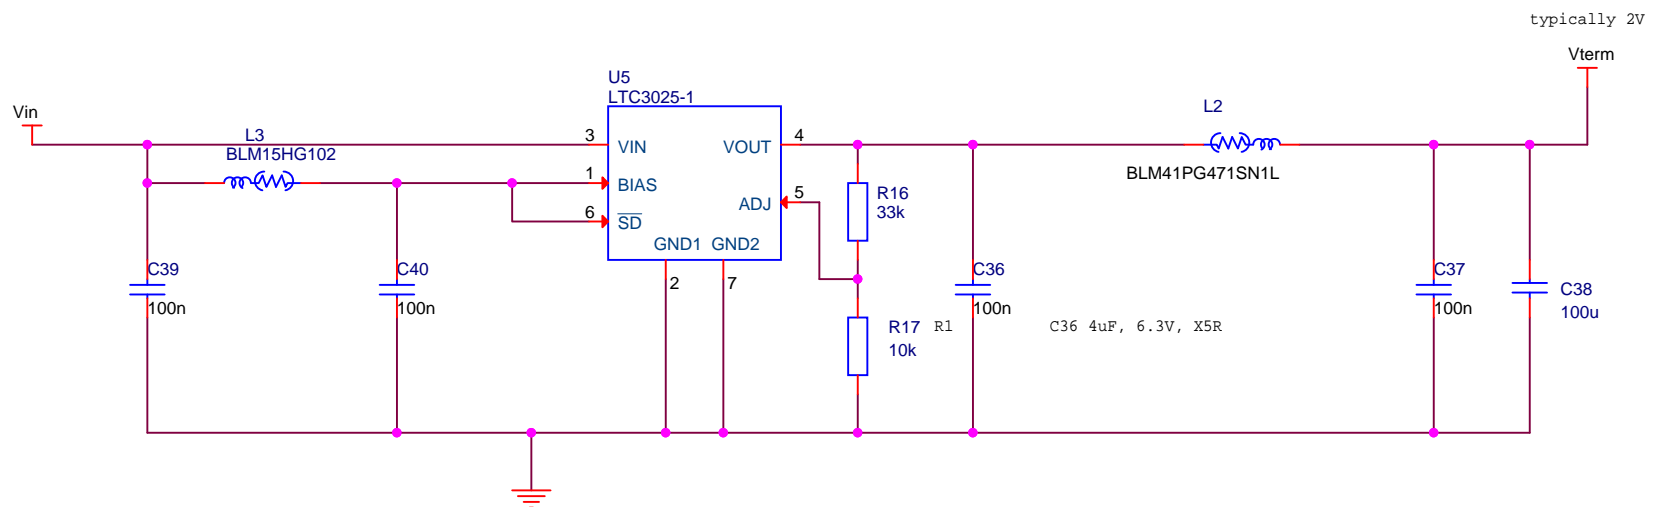 typically 2V
Vterm
U5
LTC3025-1
Vin
L3
BLM15HG102
L2
BLM41PG471SN1L
3
VIN
VOUT
4
1
BIAS
5
ADJ
6
SD
GND1 GND2
2
7
R16
33k
C39
100n
C40
100n
C36
100n
C37
100n
C38
100u
R17 R1
10k
C36 4uF, 6.3V, X5R